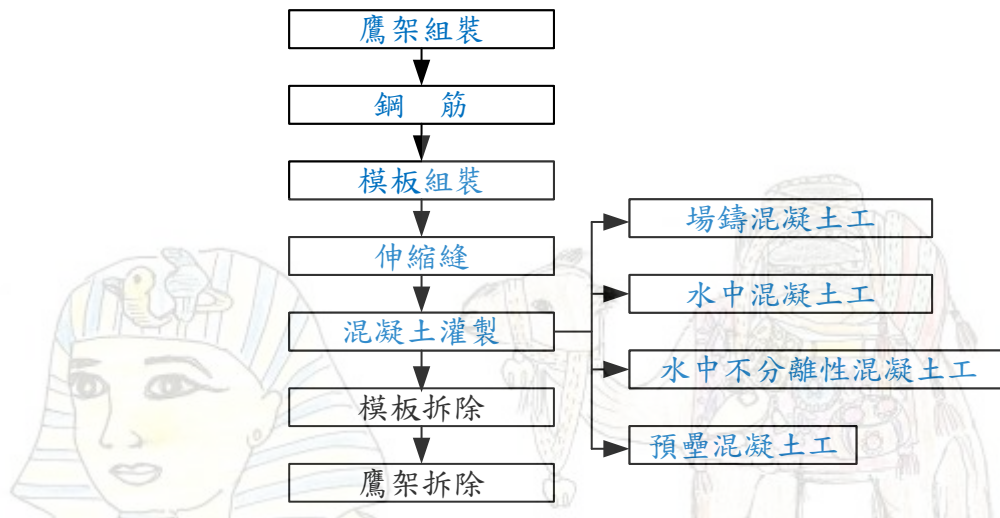 鷹架組裝
鋼 筋
模板組裝
伸縮縫
混凝土灌製
模板拆除
鷹架拆除
場鑄混凝土工
水中混凝土工
水中不分離性混凝土工
預壘混凝土工